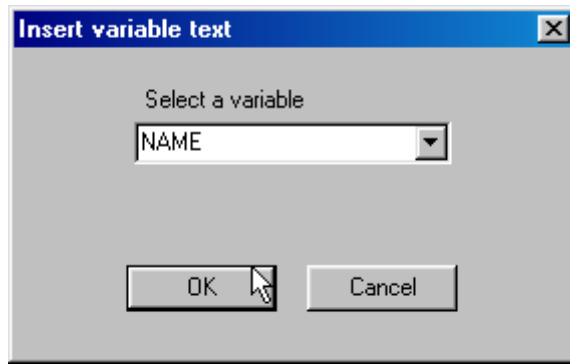 Insert variable text
Select a variable
NAME
OK
Cancel